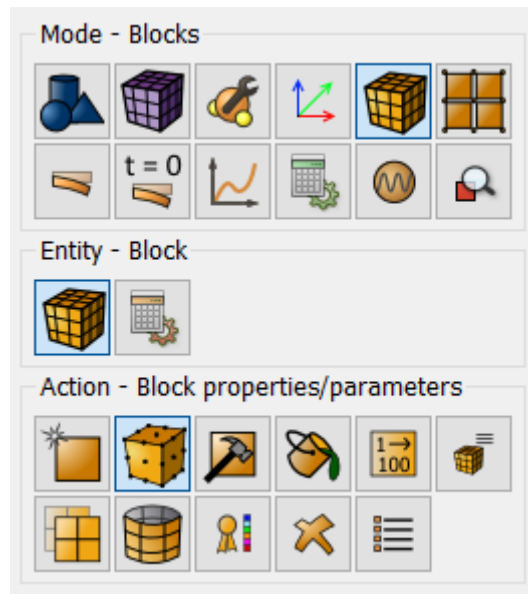 Mode - Blocks
t = 0
Entity - Block
Action - Block properties/parameters
1→
100